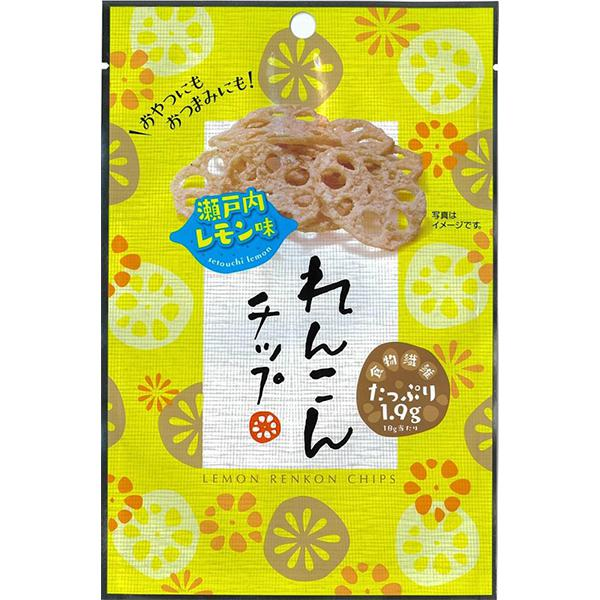 おやつにも
おつまみにも!
瀬戸内
レモン味
setouchi lemon
写真は
イメージです。
れんこん
チップ
食物繊維
たっぷり
1.9g
18g当たり
LEMON RENKON CHIPS